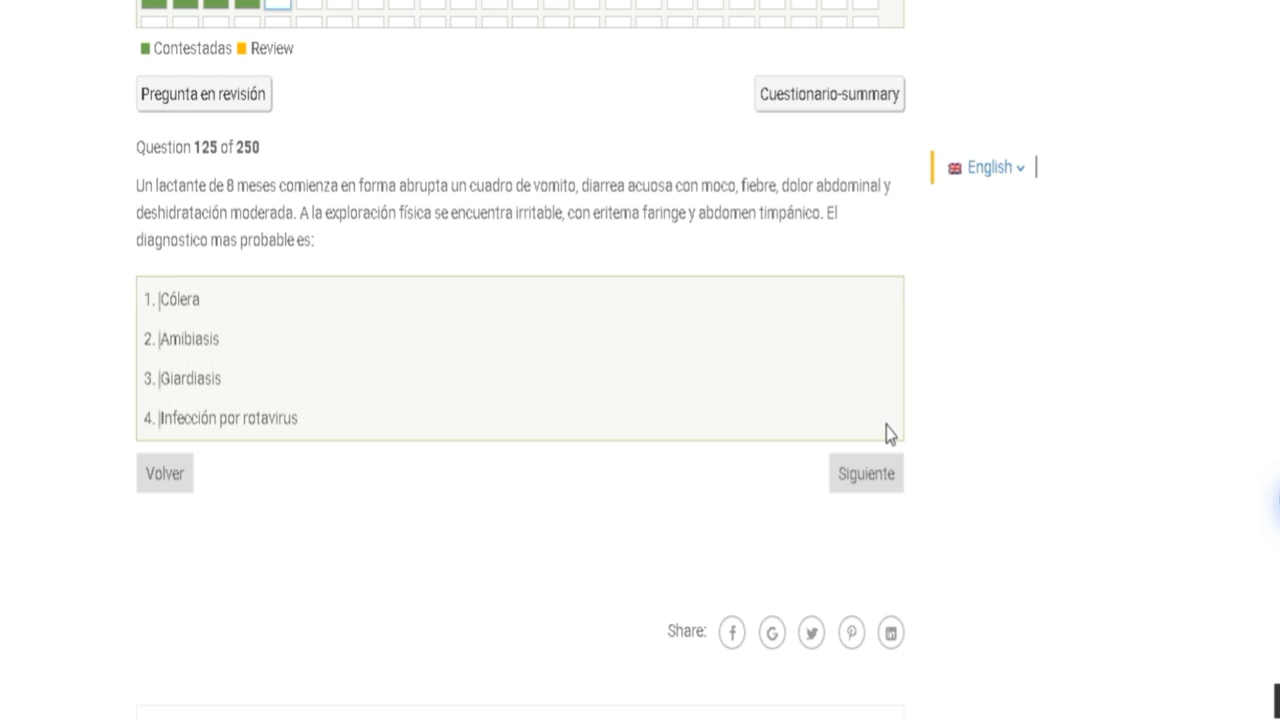 Contestadas Review
Pregunta en revisión Cuestionario-summary
Question 125 of 250
English
Un lactante de 8 meses comienza en forma abrupta un cuadro de vomito, diarrea acuosa con moco, fiebre, dolor abdominal y
deshidratación moderada. A la exploración física se encuentra irritable, con eritema faringe y abdomen timpánico. El
diagnostico mas probable es:
1. Cólera
2. Amibiasis
3. Giardiasis
4. Infección por rotavirus
Volver Siguiente
Share: